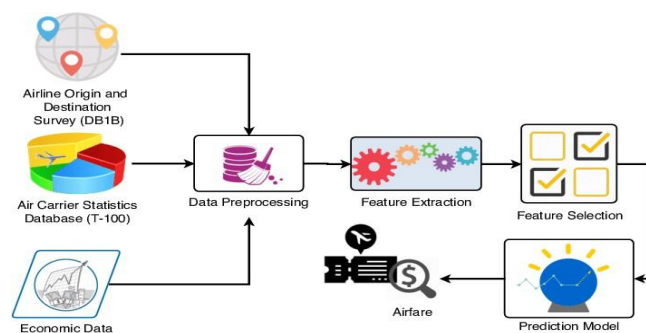 Airline Origin and
Destination
Survey (DB1B)
Air Carrier Statistics
Database (T-100)
Economic Data
Data Preprocessing
Feature Extraction
Feature Selection
Prediction Model
Airfare
$